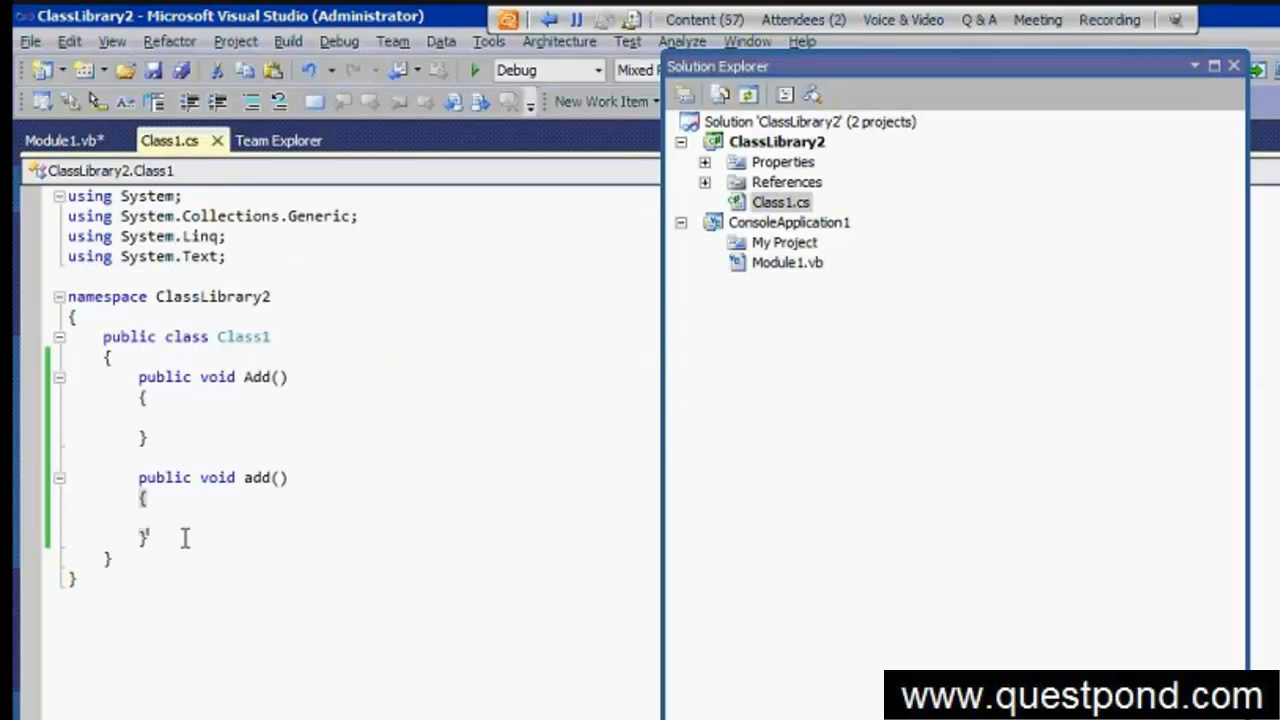 ClassLibrary2 - Microsoft Visual Studio (Administrator)
Content (57) Attendees (2) Voice & Video Q & A Meeting Recording
File Edit View Refactor Project Build Debug Team Data Tools Architecture Test Analyze Window Help
Debug Mixed
New Work Item
Module1.vb* Class1.cs Team Explorer
ClassLibrary2.Class1
using System;
using System.Collections.Generic;
using System.Linq;
using System.Text;
namespace ClassLibrary2
{
public class Class1
{
public void Add()
{
}
public void add()
{
}
}
}
Solution Explorer
Solution 'ClassLibrary2' (2 projects)
ClassLibrary2
Properties
References
Class1.cs
ConsoleApplication1
My Project
Module1.vb
www.questpond.com